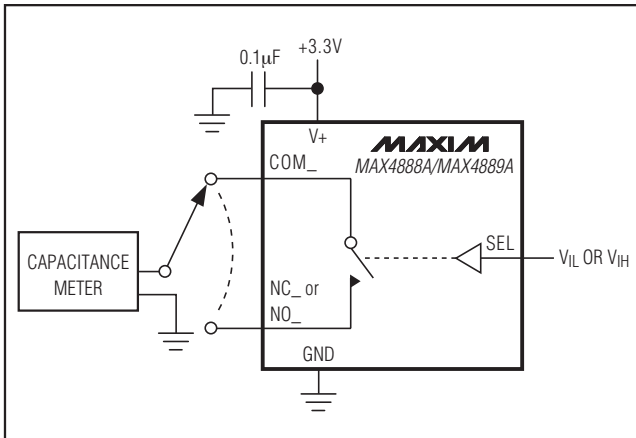 +3.3V
0.1µF
V+
MAXIM
MAX4888A/MAX4889A
COM_
SEL
VIL OR VIH
CAPACITANCE
METER
NC_ or
NO_
GND